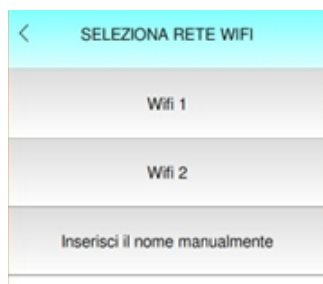 SELEZIONA RETE WIFI
Wifi 1
Wifi 2
Inserisci il nome manualmente